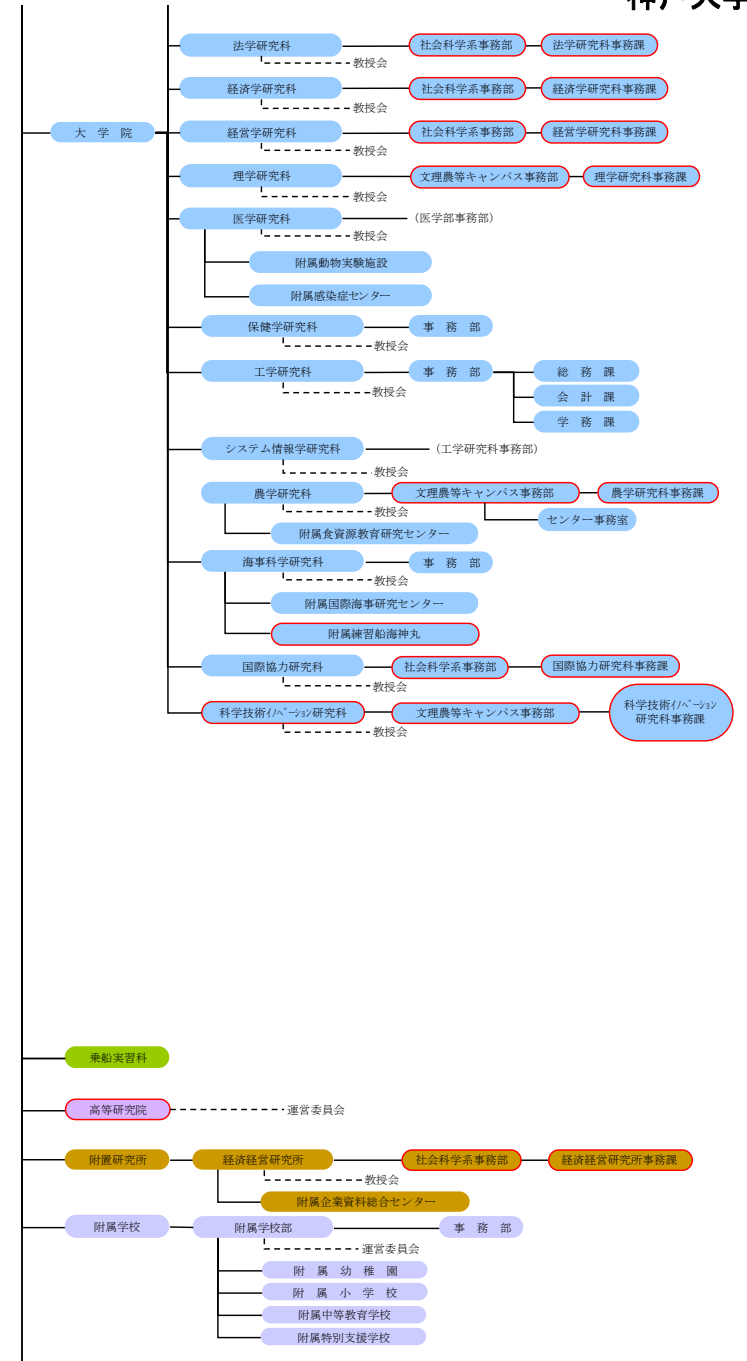 法学研究科 社会科学系事務部 法学研究科事務課
教授会
経済学研究科 社会科学系事務部 経済学研究科事務課
教授会
大 学 院 経営学研究科 社会科学系事務部 経営学研究科事務課
教授会
理学研究科 文理農等キャンパス事務部 理学研究科事務課
教授会
医学研究科 (医学部事務部)
教授会
附属動物実験施設
附属感染症センター
保健学研究科 事 務 部
教授会
工学研究科 事 務 部 総 務 課
教授会
会 計 課
学 務 課
システム情報学研究科 (工学研究科事務部)
教授会
農学研究科 文理農等キャンパス事務部 農学研究科事務課
教授会
センター事務室
附属食資源教育研究センター
海事科学研究科 事 務 部
教授会
附属国際海事研究センター
附属練習船海神丸
国際協力研究科 社会科学系事務部 国際協力研究科事務課
教授会
科学技術ｲﾉﾍﾞｰｼｮﾝ研究科 文理農等キャンパス事務部 科学技術ｲﾉﾍﾞｰｼｮﾝ
研究科事務課
教授会
乗船実習科
高等研究院 運営委員会
附置研究所 経済経営研究所 社会科学系事務部 経済経営研究所事務課
教授会
附属企業資料総合センター
附属学校 附属学校部 事 務 部
運営委員会
附 属 幼 稚 園
附 属 小 学 校
附属中等教育学校
附属特別支援学校